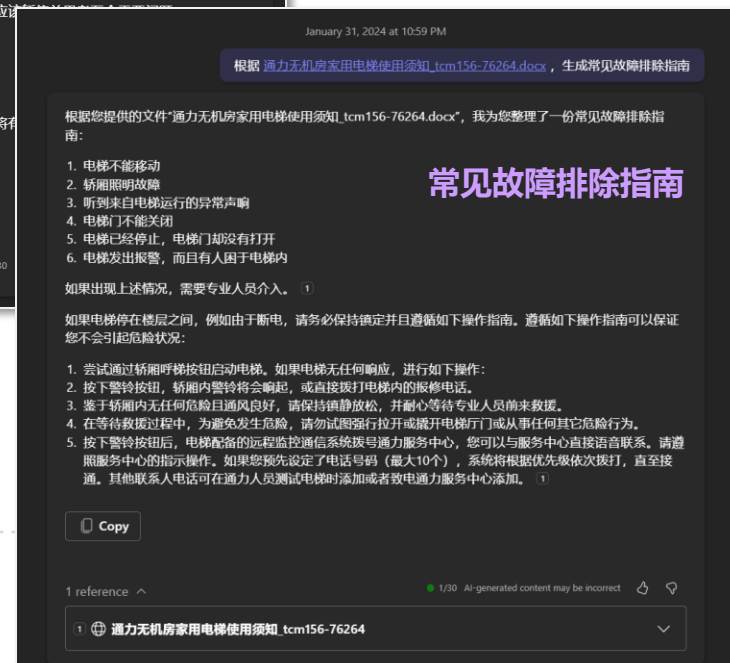 January 31, 2024 at 10:59 PM
根据 通力无机房家用电梯使用须知_tcm156-76264.docx ，生成常见故障排除指南
根据您提供的文件“通力无机房家用电梯使用须知_tcm156-76264.docx”，我为您整理了一份常见故障排除指
南：
常见故障排除指南
1. 电梯不能移动
2. 轿厢照明故障
3. 听到来自电梯运行的异常声响
4. 电梯门不能关闭
5. 电梯已经停止，电梯门却没有打开
6. 电梯发出报警，而且有人困于电梯内
如果出现上述情况，需要专业人员介入。 1
如果电梯停在楼层之间，例如由于断电，请务必保持镇定并且遵循如下操作指南。遵循如下操作指南可以保证
您不会引起危险状况：
1. 尝试通过轿厢呼梯按钮启动电梯。如果电梯无任何响应，进行如下操作：
2. 按下警铃按钮，轿厢内警铃将会响起，或直接拨打电梯内的报修电话。
3. 鉴于轿厢内无任何危险且通风良好，请保持镇静放松，并耐心等待专业人员前来救援。
4. 在等待救援过程中，为避免发生危险，请勿试图强行拉开或撬开电梯厅门或从事任何其它危险行为。
5. 按下警铃按钮后，电梯配备的远程监控通信系统拨号通力服务中心，您可以与服务中心直接语音联系。请遵
照服务中心的指示操作。如果您预先设定了电话号码（最大10个），系统将根据优先级依次拨打，直至接
通。其他联系人电话可在通力人员测试电梯时添加或者致电通力服务中心添加。 1
Copy
1 reference
1/30 AI-generated content may be incorrect
1 通力无机房家用电梯使用须知_tcm156-76264